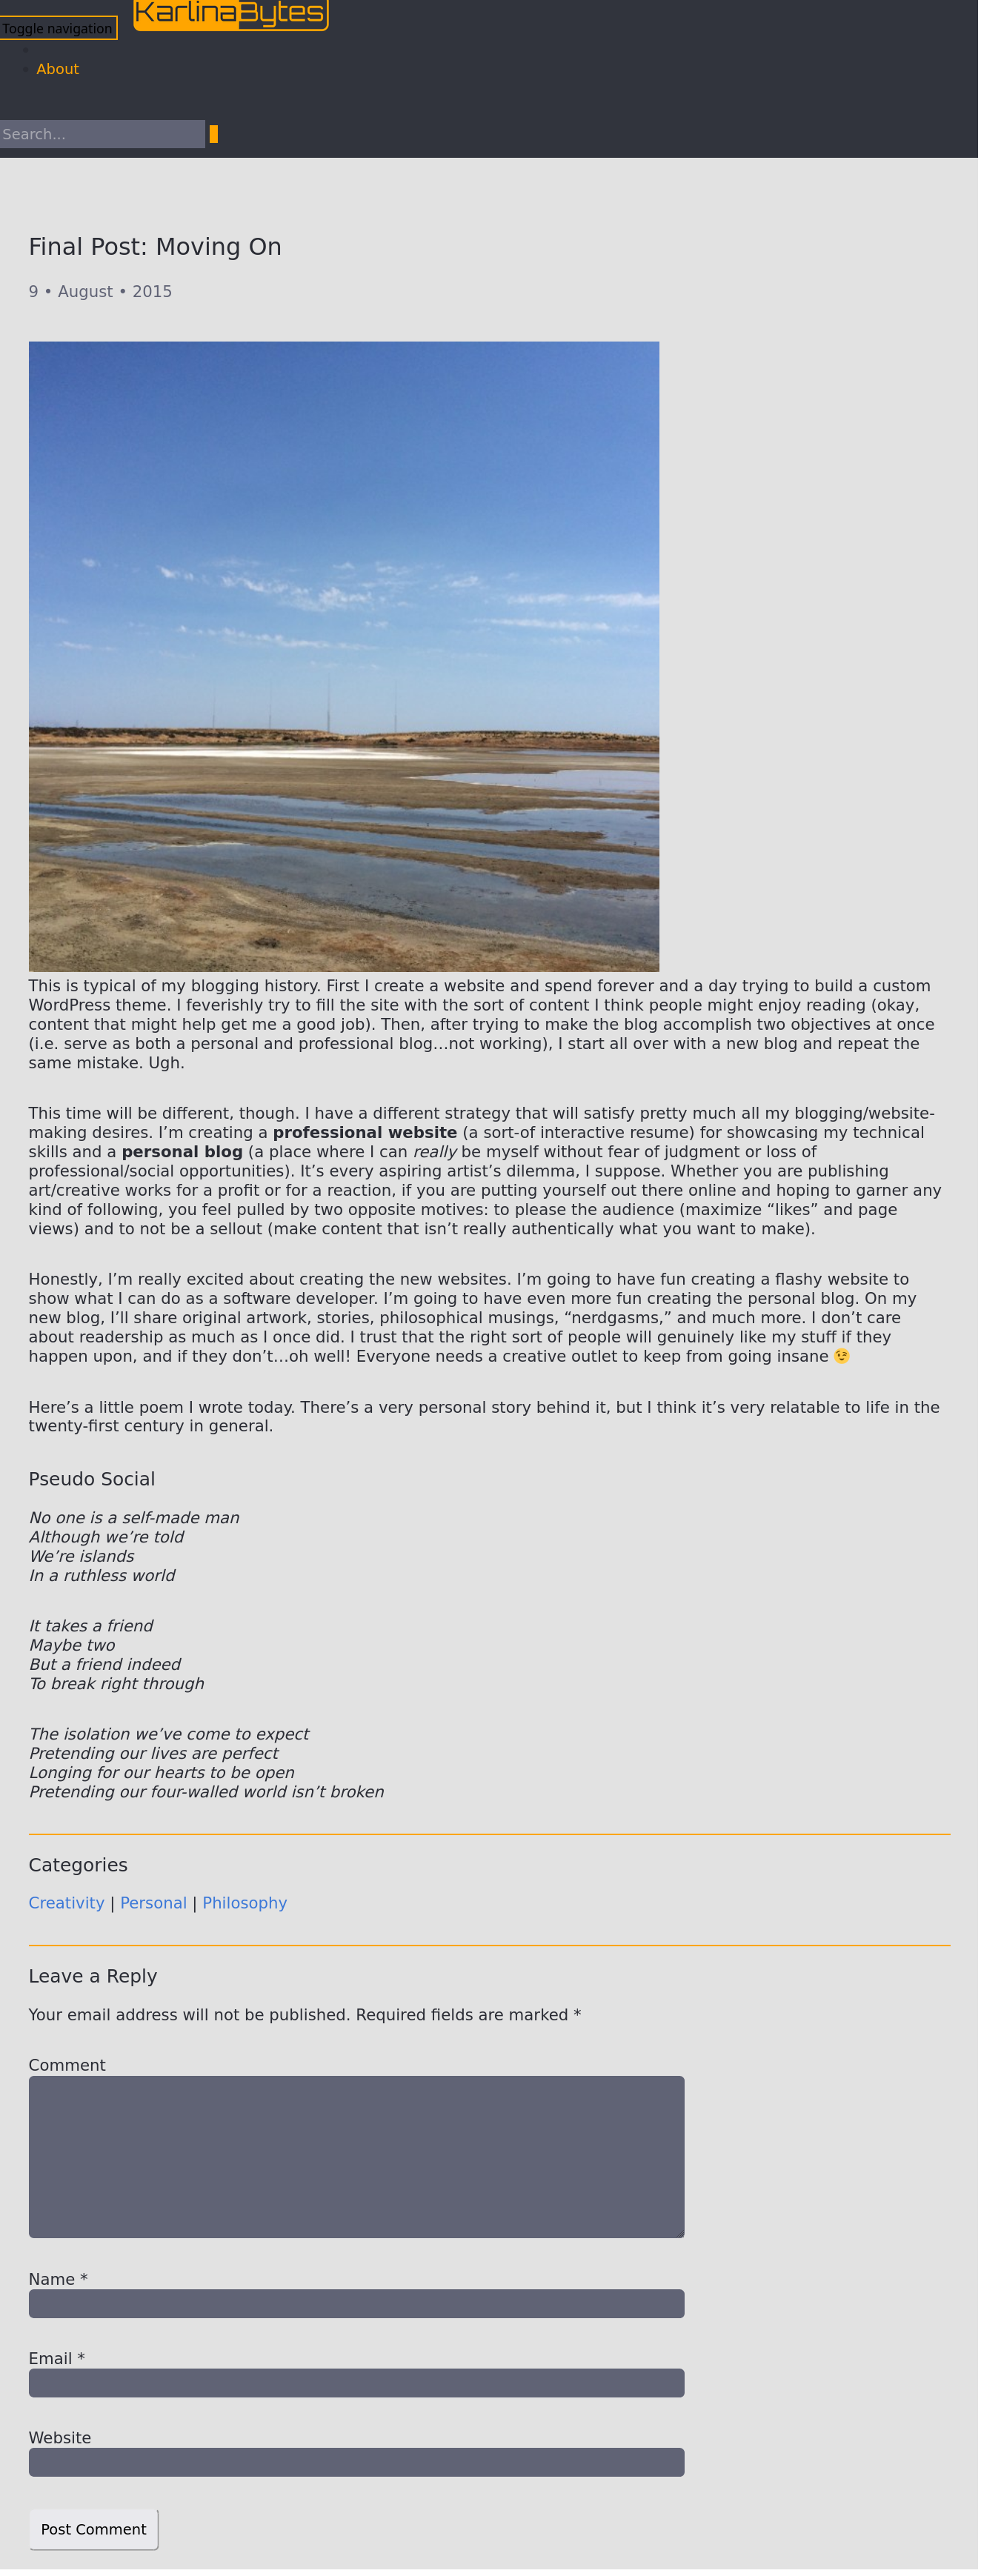 KarlinaBytes
Toggle navigation
About
Search...
Final Post: Moving On
9 • August • 2015
This is typical of my blogging history. First I create a website and spend forever and a day trying to build a custom
WordPress theme. I feverishly try to fill the site with the sort of content I think people might enjoy reading (okay,
content that might help get me a good job). Then, after trying to make the blog accomplish two objectives at once
(i.e. serve as both a personal and professional blog…not working), I start all over with a new blog and repeat the
same mistake. Ugh.
This time will be different, though. I have a different strategy that will satisfy pretty much all my blogging/website-
making desires. I’m creating a professional website (a sort-of interactive resume) for showcasing my technical
skills and a personal blog (a place where I can really be myself without fear of judgment or loss of
professional/social opportunities). It’s every aspiring artist’s dilemma, I suppose. Whether you are publishing
art/creative works for a profit or for a reaction, if you are putting yourself out there online and hoping to garner any
kind of following, you feel pulled by two opposite motives: to please the audience (maximize “likes” and page
views) and to not be a sellout (make content that isn’t really authentically what you want to make).
Honestly, I’m really excited about creating the new websites. I’m going to have fun creating a flashy website to
show what I can do as a software developer. I’m going to have even more fun creating the personal blog. On my
new blog, I’ll share original artwork, stories, philosophical musings, “nerdgasms,” and much more. I don’t care
about readership as much as I once did. I trust that the right sort of people will genuinely like my stuff if they
happen upon, and if they don’t…oh well! Everyone needs a creative outlet to keep from going insane 😉
Here’s a little poem I wrote today. There’s a very personal story behind it, but I think it’s very relatable to life in the
twenty-first century in general.
Pseudo Social
No one is a self-made man
Although we’re told
We’re islands
In a ruthless world
It takes a friend
Maybe two
But a friend indeed
To break right through
The isolation we’ve come to expect
Pretending our lives are perfect
Longing for our hearts to be open
Pretending our four-walled world isn’t broken
Categories
Creativity | Personal | Philosophy
Leave a Reply
Your email address will not be published. Required fields are marked *
Comment
Name *
Email *
Website
Post Comment